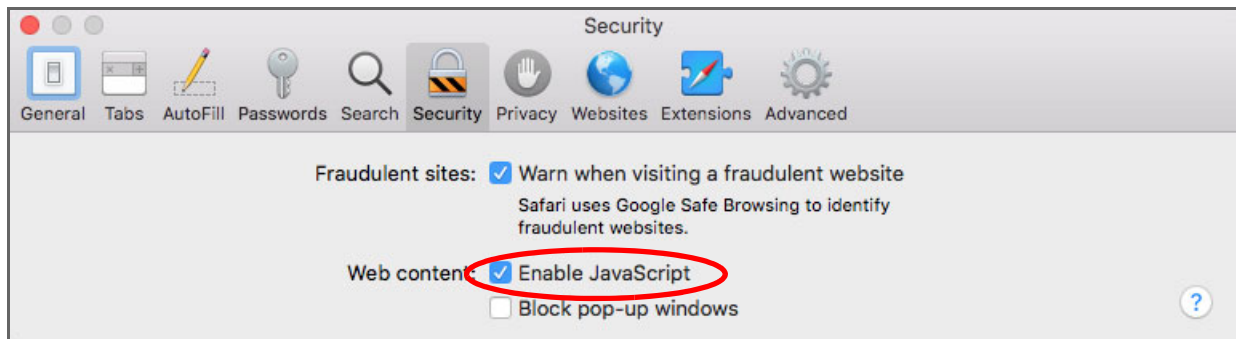 Security
General Tabs AutoFill Passwords Search Security Privacy Websites Extensions Advanced
Fraudulent sites: Warn when visiting a fraudulent website
Safari uses Google Safe Browsing to identify
fraudulent websites.
Web content: Enable JavaScript
Block pop-up windows
?